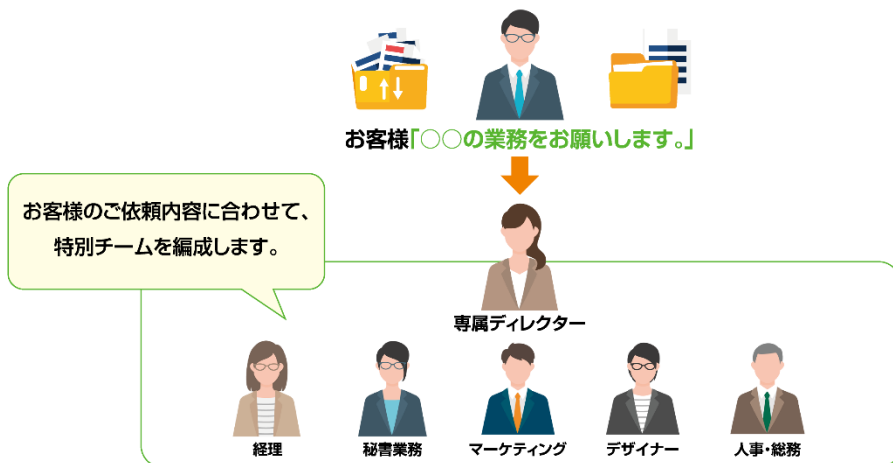 お客様「○○の業務をお願いします。」
お客様のご依頼内容に合わせて、
特別チームを編成します。
専属ディレクター
経理
秘書業務
マーケティング
デザイナー
人事・総務